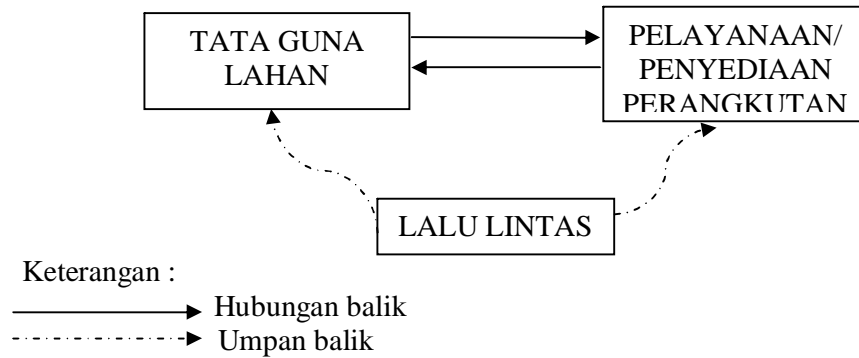 TATA GUNA
LAHAN
PELAYANAAN/
PENYEDIAAN
PERANGKUTAN
LALU LINTAS
Keterangan :
Hubungan balik
Umpan balik